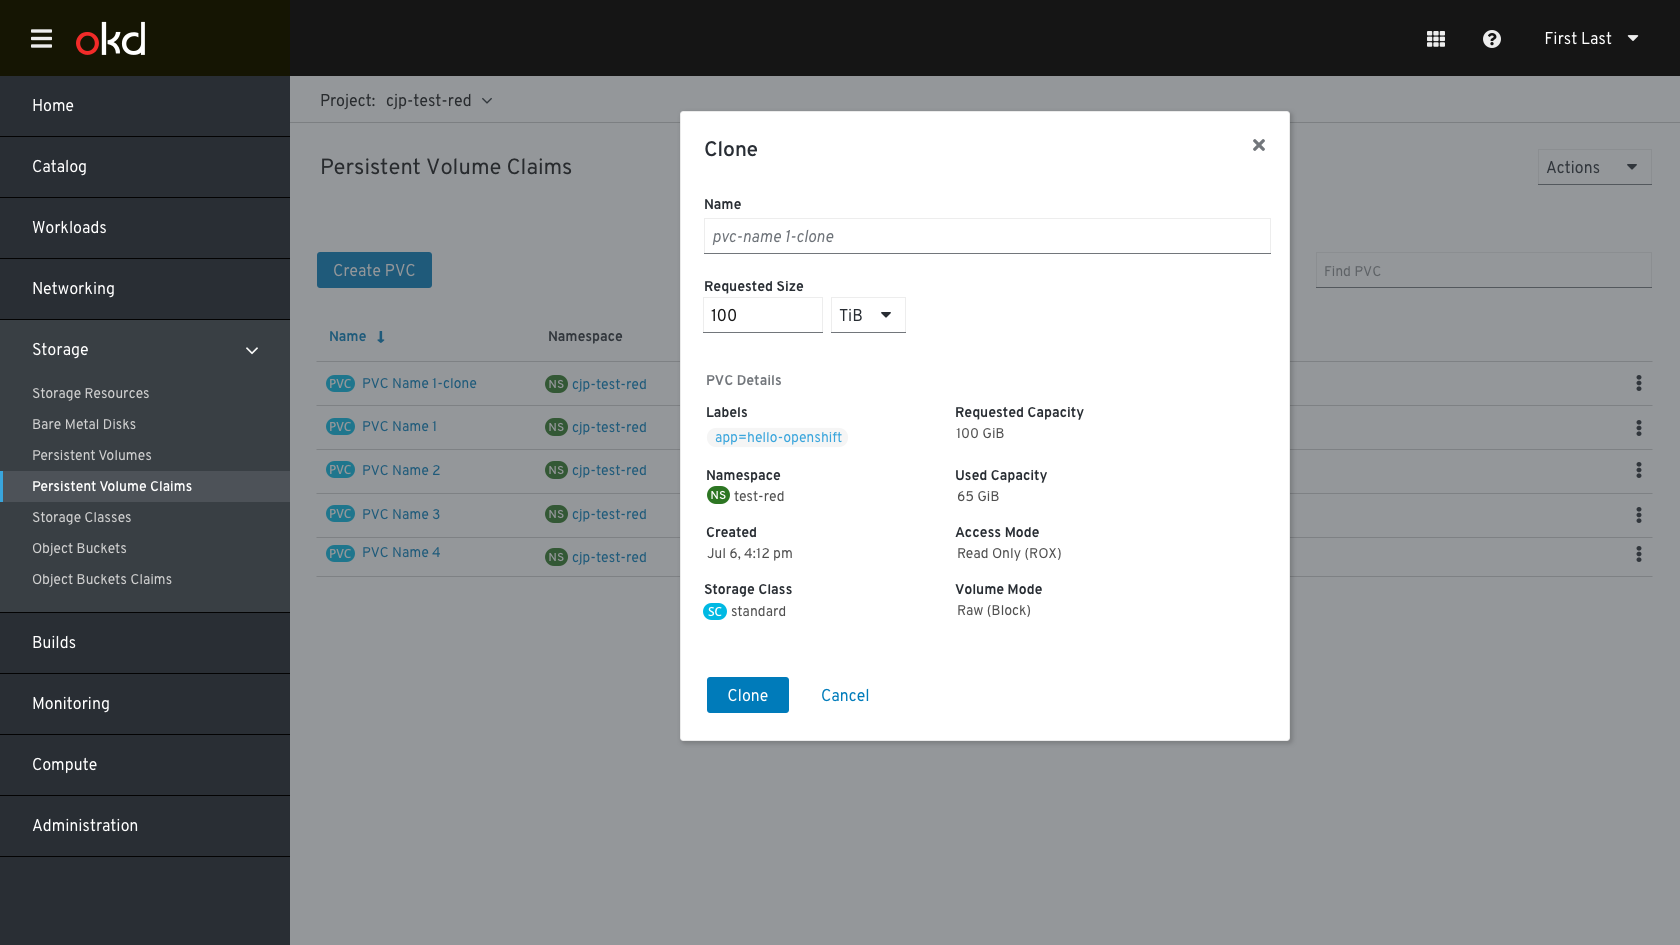 okd
First Last
Home
Catalog
Workloads
Networking
Storage
Storage Resources
Bare Metal Disks
Persistent Volumes
Persistent Volume Claims
Storage Classes
Object Buckets
Object Buckets Claims
Builds
Monitoring
Compute
Administration
Project: cjp-test-red
Persistent Volume Claims
Actions
Create PVC
Find PVC
Name Namespace
PVC PVC Name 1-clone NS cjp-test-red
PVC PVC Name 1 NS cjp-test-red
PVC PVC Name 2 NS cjp-test-red
PVC PVC Name 3 NS cjp-test-red
PVC PVC Name 4 NS cjp-test-red
Clone
Name
pvc-name 1-clone
Requested Size
100 TiB
PVC Details
Labels
app=hello-openshift
Requested Capacity
100 GiB
Namespace
NS test-red
Used Capacity
65 GiB
Created
Jul 6, 4:12 pm
Access Mode
Read Only (ROX)
Storage Class
SC standard
Volume Mode
Raw (Block)
Clone Cancel